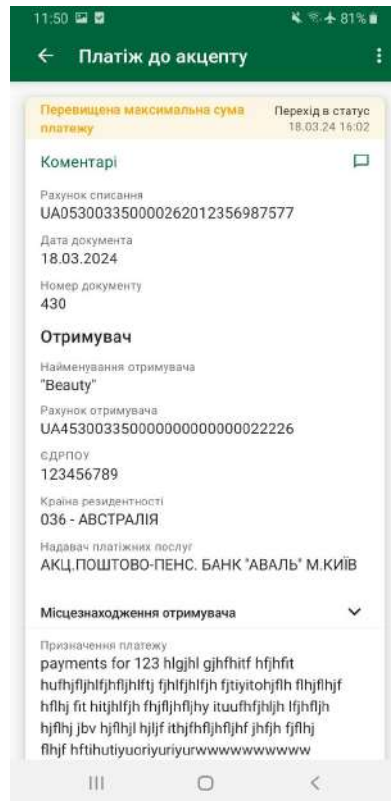 11:50 81%
Платіж до акцепту
Перевищена максимальна сума
платежу
Перехід в статус
18.03.24 16:02
Коментарі
Рахунок списання
UA053003350000262012356987577
Дата документа
18.03.2024
Номер документу
430
Отримувач
Найменування отримувача
"Beauty"
Рахунок отримувача
UA453003350000000000000022226
ЄДРПОУ
123456789
Країна резидентності
036 - АВСТРАЛІЯ
Надавач платіжних послуг
АКЦ.ПОШТОВО-ПЕНС. БАНК "АВАЛЬ" М.КИЇВ
Місцезнаходження отримувача
Призначення платежу
payments for 123 hlgjhl gjhfhitf hfjhfit
hufhjfljhlfjhfljhlftj fjhlfjhlfjh fjtiyitohjflh flhjflhjf
hflhj fit hitjhlfjh fhjfljhfljhy ituufhfjhljh lfjhfljh
hjflhj jbv hjflhjl hjljf ithjfhfljhfljhf jhfjh fjflhj
flhjf hftihutiyuoriyuriyurwwwwwwwwww